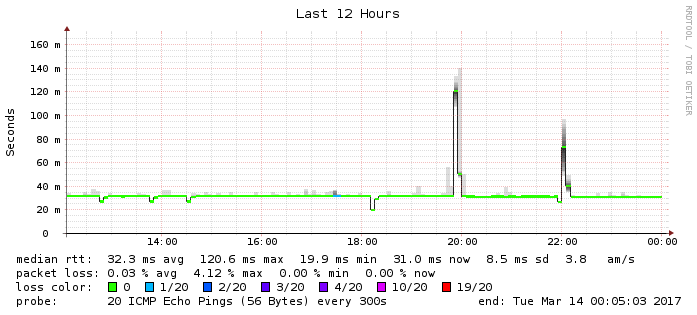 Last 12 Hours
RRDTOOL / TOBI OETIKER
Seconds
160 m
140 m
120 m
100 m
80 m
60 m
40 m
20 m
0
14:00 16:00 18:00 20:00 22:00 00:00
median rtt: 32.3 ms avg 120.6 ms max 19.9 ms min 31.0 ms now 8.5 ms sd 3.8 am/s
packet loss: 0.03 % avg 4.12 % max 0.00 % min 0.00 % now
loss color: 0 1/20 2/20 3/20 4/20 10/20 19/20
probe: 20 ICMP Echo Pings (56 Bytes) every 300s end: Tue Mar 14 00:05:03 2017